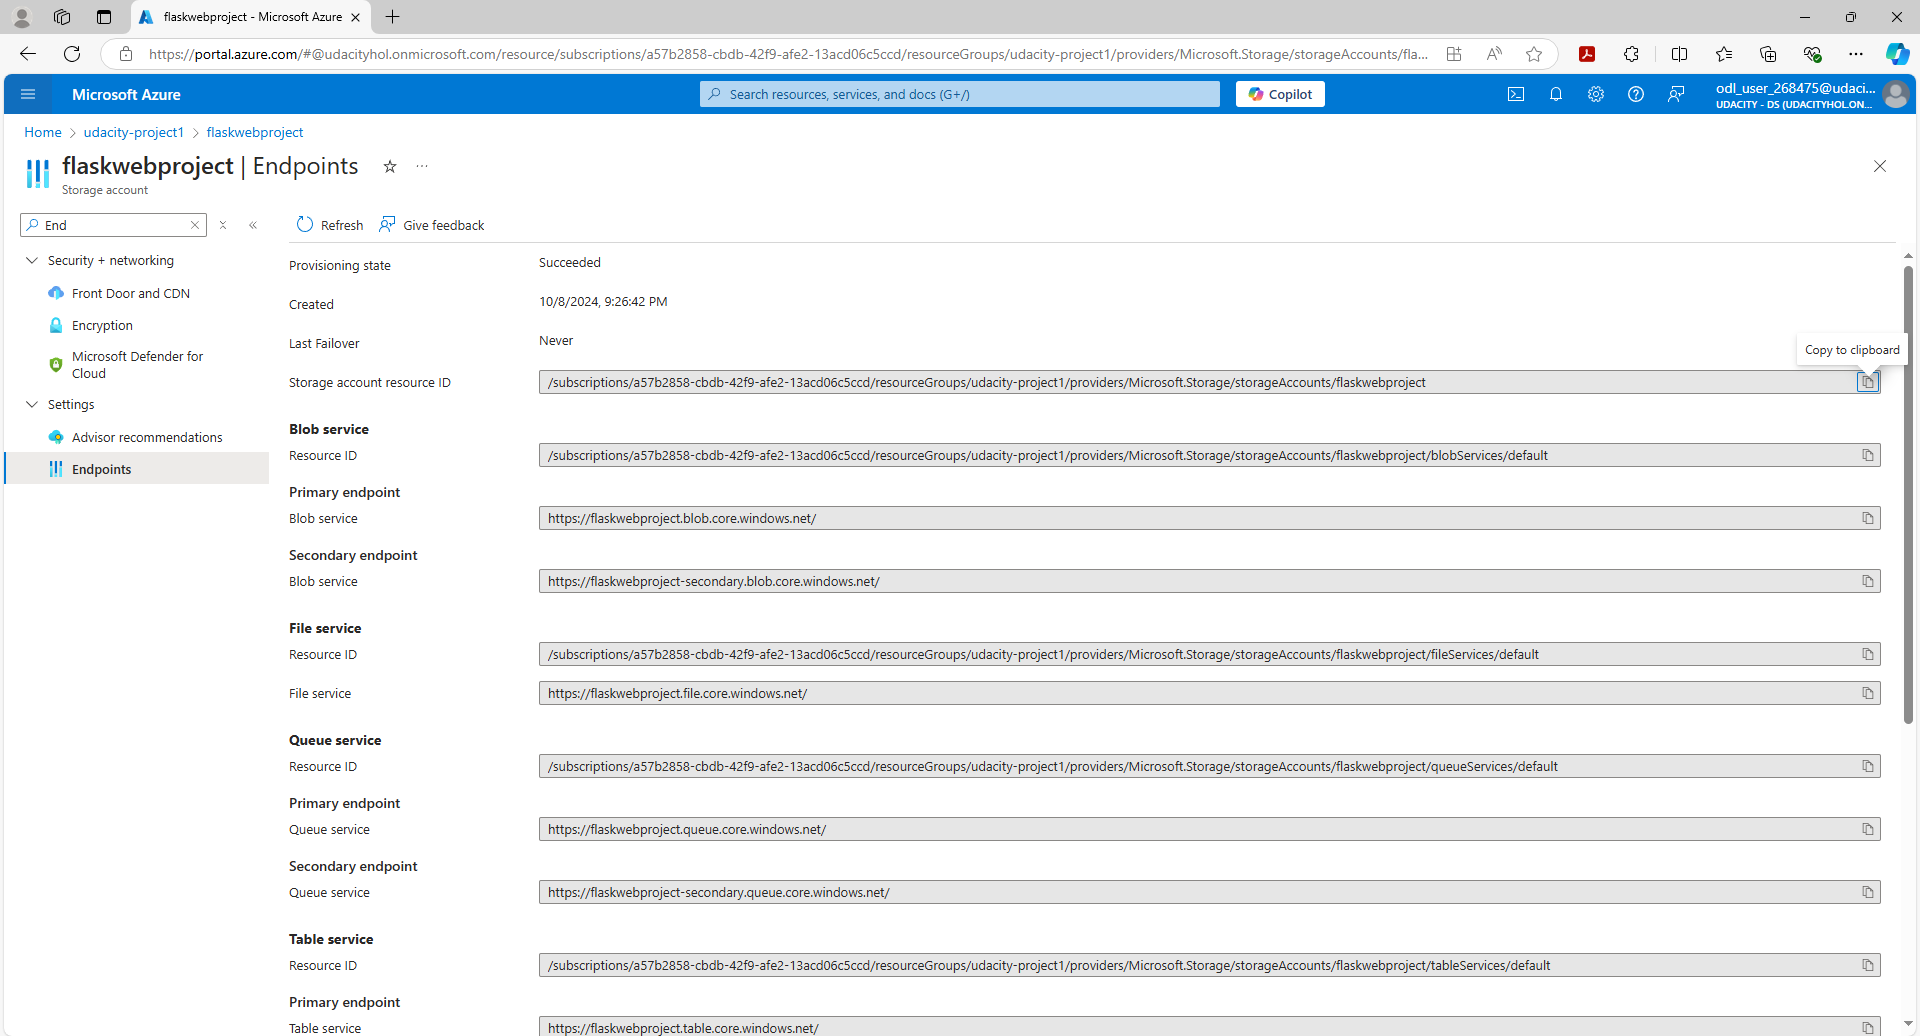 flaskwebproject - Microsoft Azure
https://portal.azure.com/#@udacityhol.onmicrosoft.com/resource/subscriptions/a57b2858-cbdb-42f9-afe2-13acd06c5ccd/resourceGroups/udacity-project1/providers/Microsoft.Storage/storageAccounts/fla...
Microsoft Azure
Search resources, services, and docs (G+/)
Copilot
odl_user_268475@udaci...
UDACITY - DS (UDACITYHOL.ON...
Home > udacity-project1 > flaskwebproject
flaskwebproject | Endpoints
Storage account
End
Refresh
Give feedback
Security + networking
Front Door and CDN
Encryption
Microsoft Defender for
Cloud
Settings
Advisor recommendations
Endpoints
Provisioning state
Succeeded
Created
10/8/2024, 9:26:42 PM
Last Failover
Never
Copy to clipboard
Storage account resource ID
/subscriptions/a57b2858-cbdb-42f9-afe2-13acd06c5ccd/resourceGroups/udacity-project1/providers/Microsoft.Storage/storageAccounts/flaskwebproject
Blob service
Resource ID
/subscriptions/a57b2858-cbdb-42f9-afe2-13acd06c5ccd/resourceGroups/udacity-project1/providers/Microsoft.Storage/storageAccounts/flaskwebproject/blobServices/default
Primary endpoint
Blob service
https://flaskwebproject.blob.core.windows.net/
Secondary endpoint
Blob service
https://flaskwebproject-secondary.blob.core.windows.net/
File service
Resource ID
/subscriptions/a57b2858-cbdb-42f9-afe2-13acd06c5ccd/resourceGroups/udacity-project1/providers/Microsoft.Storage/storageAccounts/flaskwebproject/fileServices/default
File service
https://flaskwebproject.file.core.windows.net/
Queue service
Resource ID
/subscriptions/a57b2858-cbdb-42f9-afe2-13acd06c5ccd/resourceGroups/udacity-project1/providers/Microsoft.Storage/storageAccounts/flaskwebproject/queueServices/default
Primary endpoint
Queue service
https://flaskwebproject.queue.core.windows.net/
Secondary endpoint
Queue service
https://flaskwebproject-secondary.queue.core.windows.net/
Table service
Resource ID
/subscriptions/a57b2858-cbdb-42f9-afe2-13acd06c5ccd/resourceGroups/udacity-project1/providers/Microsoft.Storage/storageAccounts/flaskwebproject/tableServices/default
Primary endpoint
Table service
https://flaskwebproject.table.core.windows.net/